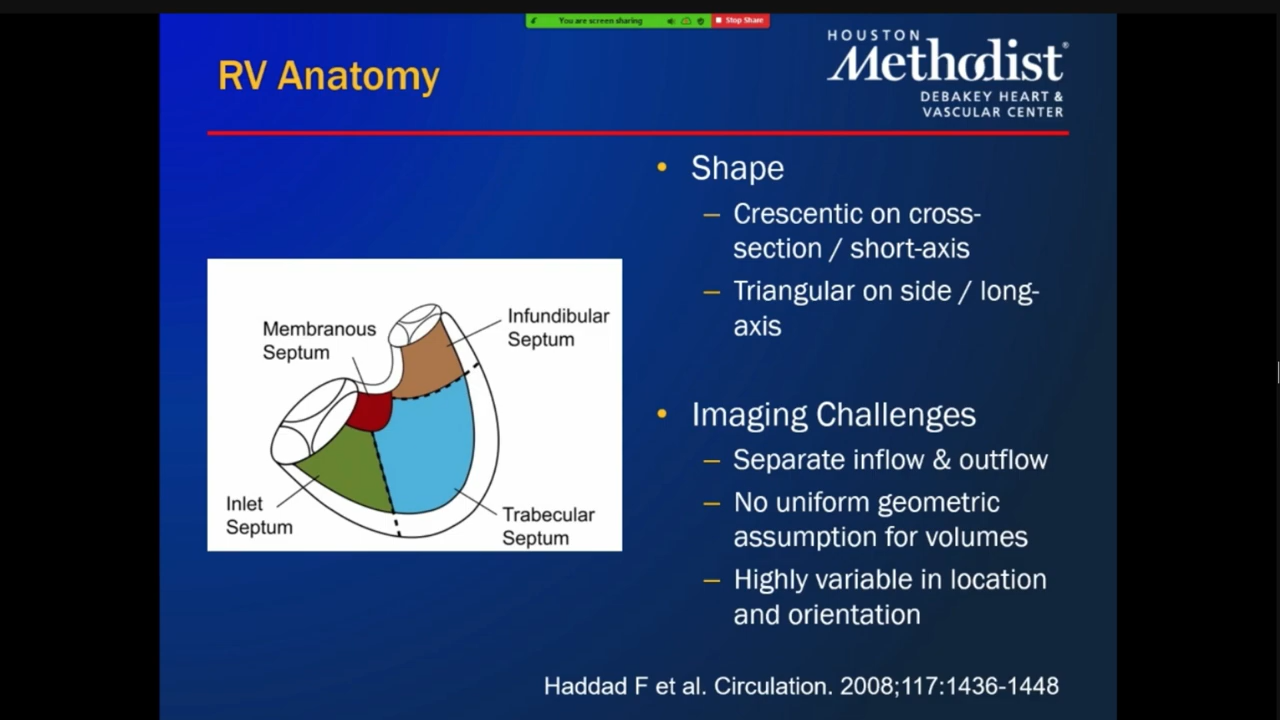 You are screen sharing
Stop Share
RV Anatomy
HOUSTON
Methodist®
DEBAKEY HEART &
VASCULAR CENTER
• Shape
– Crescentic on cross-
section / short-axis
– Triangular on side / long-
axis
Membranous
Septum
Infundibular
Septum
Inlet
Septum
Trabecular
Septum
• Imaging Challenges
– Separate inflow & outflow
– No uniform geometric
assumption for volumes
– Highly variable in location
and orientation
Haddad F et al. Circulation. 2008;117:1436-1448